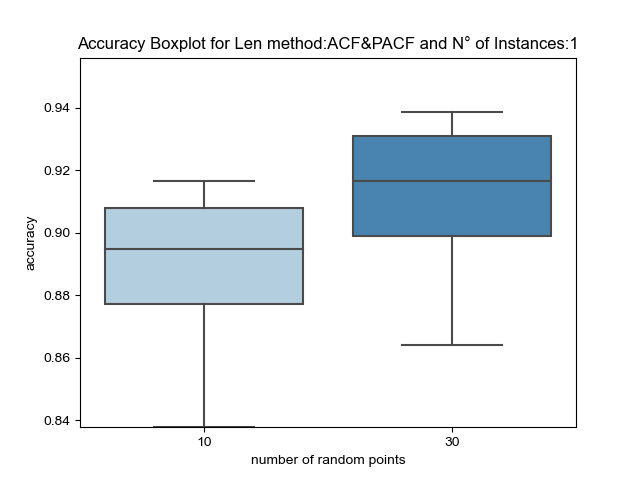 Accuracy Boxplot for Len method:ACF&PACF and N° of Instances:1
0.94
0.92
0.90
0.88
0.86
0.84
accuracy
10 30
number of random points